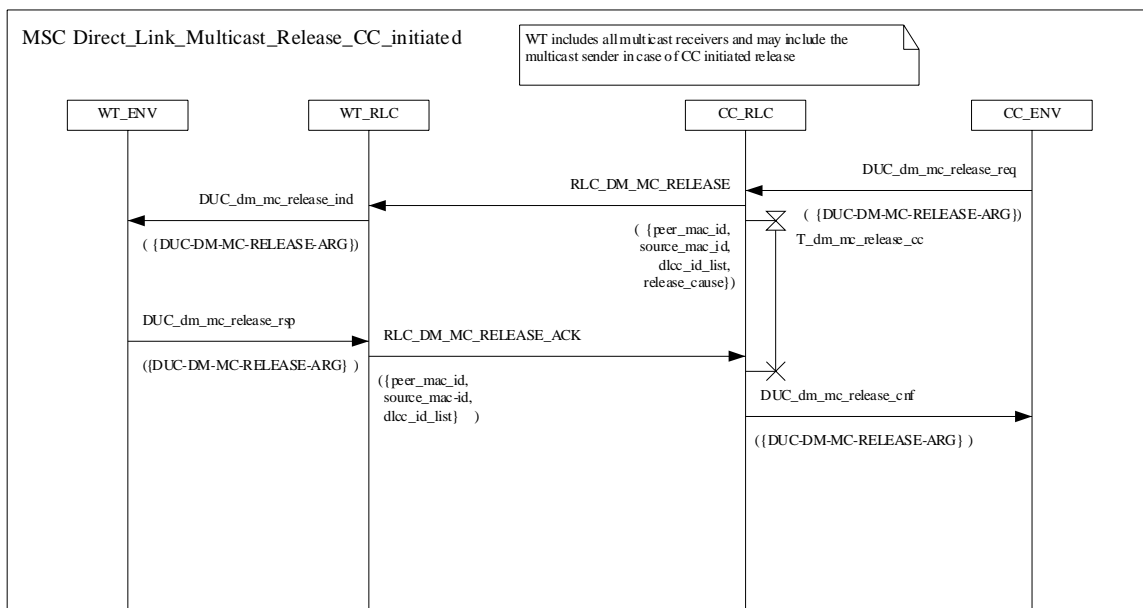 MSC Direct_Link_Multicast_Release_CC_initiated
WT includes all multicast receivers and may include the
multicast sender in case of CC initiated release
WT_ENV
WT_RLC
CC_RLC
CC_ENV
DUC_dm_mc_release_req
RLC_DM_MC_RELEASE
DUC_dm_mc_release_ind
( {DUC-DM-MC-RELEASE-ARG})
( {DUC-DM-MC-RELEASE-ARG})
( {peer_mac_id,
source_mac_id,
dlcc_id_list,
release_cause})
T_dm_mc_release_cc
DUC_dm_mc_release_rsp
RLC_DM_MC_RELEASE_ACK
({DUC-DM-MC-RELEASE-ARG} )
({peer_mac_id,
source_mac-id,
dlcc_id_list} )
DUC_dm_mc_release_cnf
({DUC-DM-MC-RELEASE-ARG} )